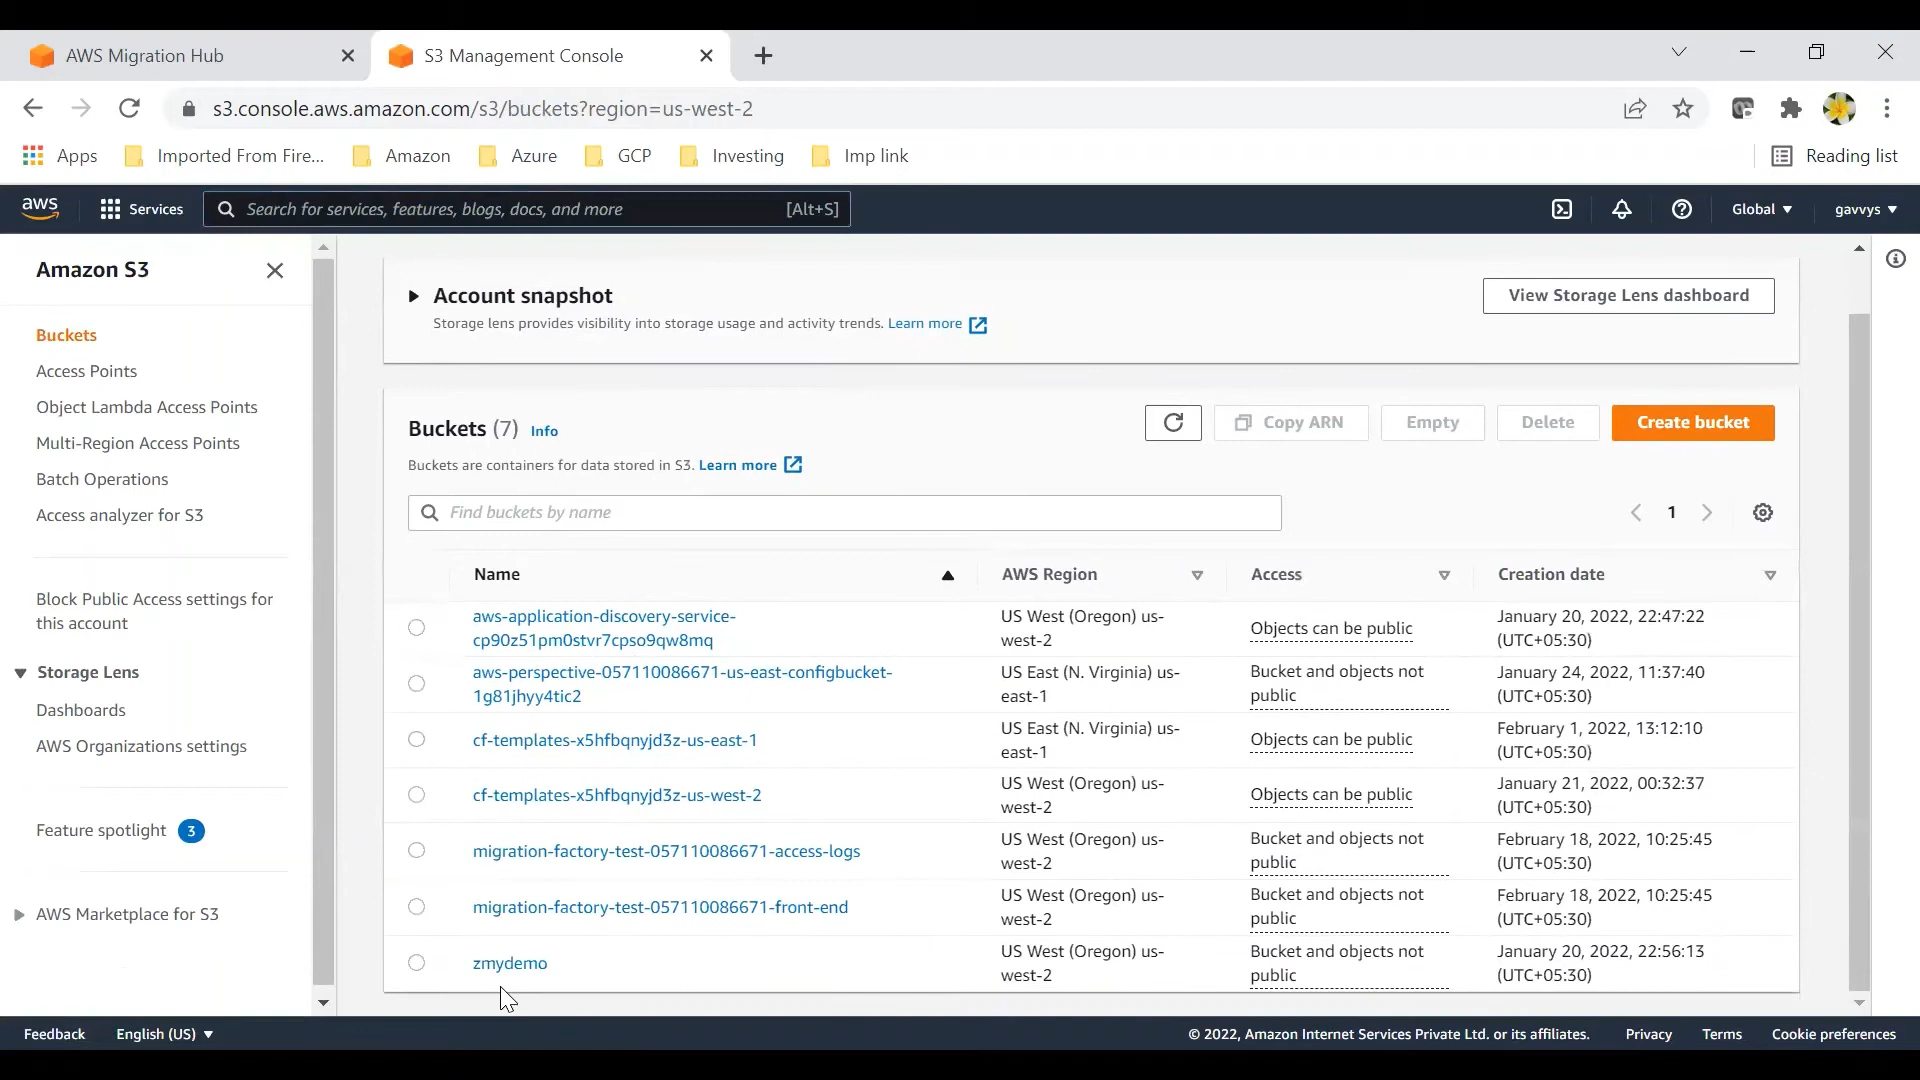 AWS Migration Hub
S3 Management Console
s3.console.aws.amazon.com/s3/buckets?region=us-west-2
Apps
Imported From Fire...
Amazon
Azure
GCP
Investing
Imp link
Reading list
aws
Services
Search for services, features, blogs, docs, and more
[Alt+S]
Global
gavvys
Amazon S3
Buckets
Access Points
Object Lambda Access Points
Multi-Region Access Points
Batch Operations
Access analyzer for S3
Block Public Access settings for
this account
Storage Lens
Dashboards
AWS Organizations settings
Feature spotlight 3
AWS Marketplace for S3
Account snapshot
Storage lens provides visibility into storage usage and activity trends. Learn more
View Storage Lens dashboard
Buckets (7) Info
Copy ARN
Empty
Delete
Create bucket
Buckets are containers for data stored in S3. Learn more
Find buckets by name
1
Name
AWS Region
Access
Creation date
aws-application-discovery-service-
cp90z51pm0stvr7cpso9qw8mq
US West (Oregon) us-
west-2
Objects can be public
January 20, 2022, 22:47:22
(UTC+05:30)
aws-perspective-057110086671-us-east-configbucket-
1g81jhyy4tic2
US East (N. Virginia) us-
east-1
Bucket and objects not
public
January 24, 2022, 11:37:40
(UTC+05:30)
cf-templates-x5hfbqnyjd3z-us-east-1
US East (N. Virginia) us-
east-1
Objects can be public
February 1, 2022, 13:12:10
(UTC+05:30)
cf-templates-x5hfbqnyjd3z-us-west-2
US West (Oregon) us-
west-2
Objects can be public
January 21, 2022, 00:32:37
(UTC+05:30)
migration-factory-test-057110086671-access-logs
US West (Oregon) us-
west-2
Bucket and objects not
public
February 18, 2022, 10:25:45
(UTC+05:30)
migration-factory-test-057110086671-front-end
US West (Oregon) us-
west-2
Bucket and objects not
public
February 18, 2022, 10:25:45
(UTC+05:30)
zmydemo
US West (Oregon) us-
west-2
Bucket and objects not
public
January 20, 2022, 22:56:13
(UTC+05:30)
Feedback
English (US)
© 2022, Amazon Internet Services Private Ltd. or its affiliates.
Privacy
Terms
Cookie preferences